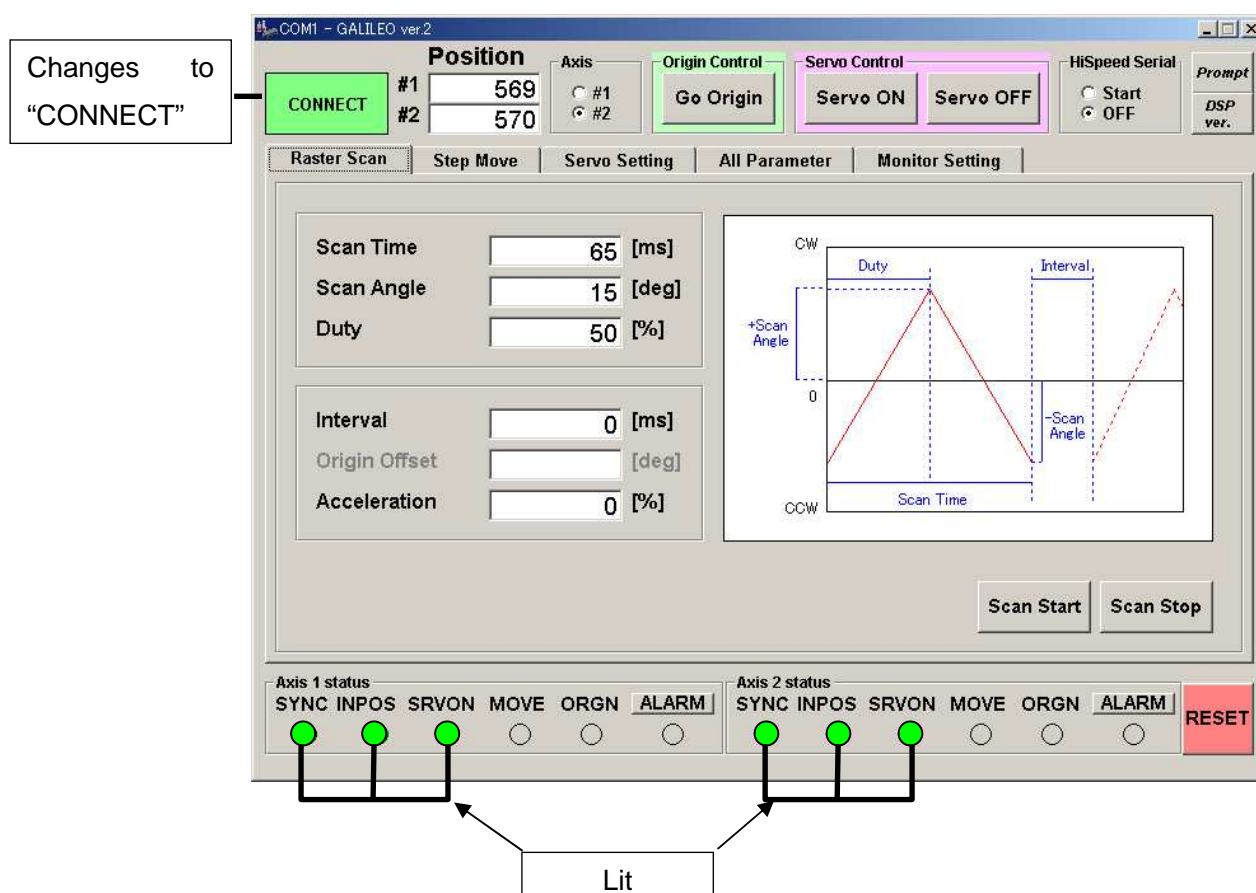 COM1 - GALILEO ver.2
Changes to
“CONNECT”
CONNECT
Position
#1 569
#2 570
Axis
#1
#2
Origin Control
Go Origin
Servo Control
Servo ON Servo OFF
HiSpeed Serial
Start
OFF
Prompt
DSP
ver.
Raster Scan Step Move Servo Setting All Parameter Monitor Setting
Scan Time 65 [ms]
Scan Angle 15 [deg]
Duty 50 [%]
Interval 0 [ms]
Origin Offset [deg]
Acceleration 0 [%]
CW
Duty
Interval
+Scan
Angle
0
-Scan
Angle
Scan Time
CCW
Scan Start Scan Stop
Axis 1 status
SYNC INPOS SRVON MOVE ORGN ALARM
Axis 2 status
SYNC INPOS SRVON MOVE ORGN ALARM
RESET
Lit